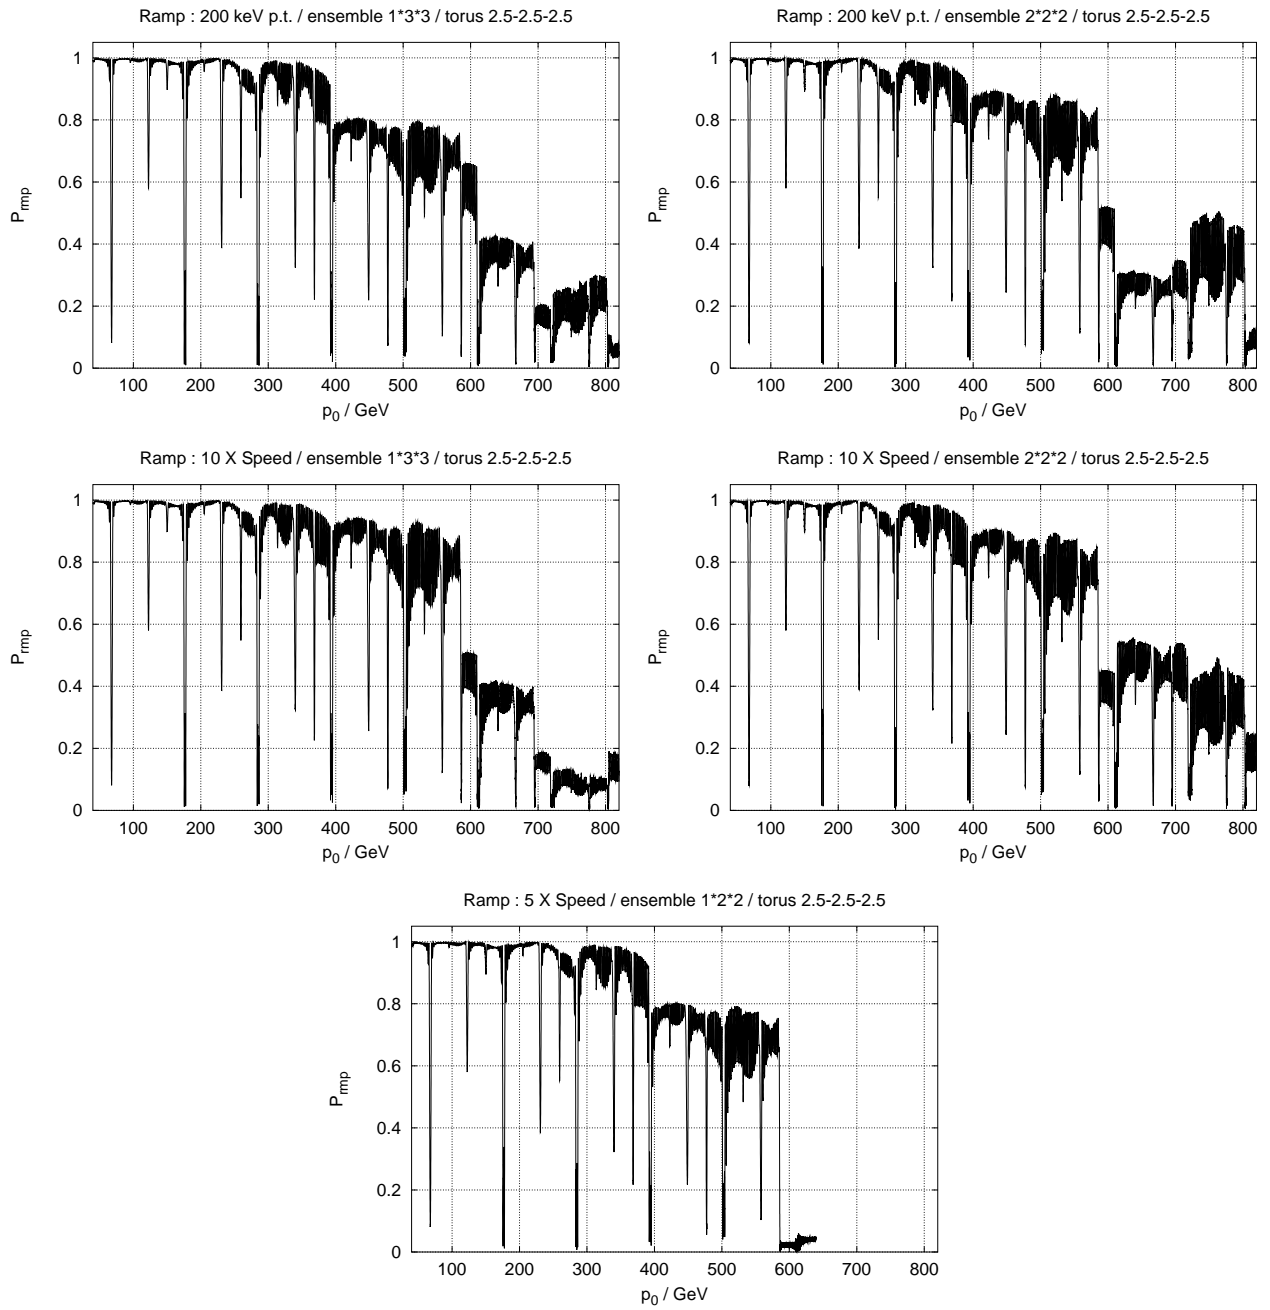 Ramp : 200 keV p.t. / ensemble 1*3*3 / torus 2.5-2.5-2.5
1
0.8
0.6
0.4
0.2
0
P_rmp
100 200 300 400 500 600 700 800
p_0 / GeV
Ramp : 200 keV p.t. / ensemble 2*2*2 / torus 2.5-2.5-2.5
1
0.8
0.6
0.4
0.2
0
P_rmp
100 200 300 400 500 600 700 800
p_0 / GeV
Ramp : 10 X Speed / ensemble 1*3*3 / torus 2.5-2.5-2.5
1
0.8
0.6
0.4
0.2
0
P_rmp
100 200 300 400 500 600 700 800
p_0 / GeV
Ramp : 10 X Speed / ensemble 2*2*2 / torus 2.5-2.5-2.5
1
0.8
0.6
0.4
0.2
0
P_rmp
100 200 300 400 500 600 700 800
p_0 / GeV
Ramp : 5 X Speed / ensemble 1*2*2 / torus 2.5-2.5-2.5
1
0.8
0.6
0.4
0.2
0
P_rmp
100 200 300 400 500 600 700 800
p_0 / GeV